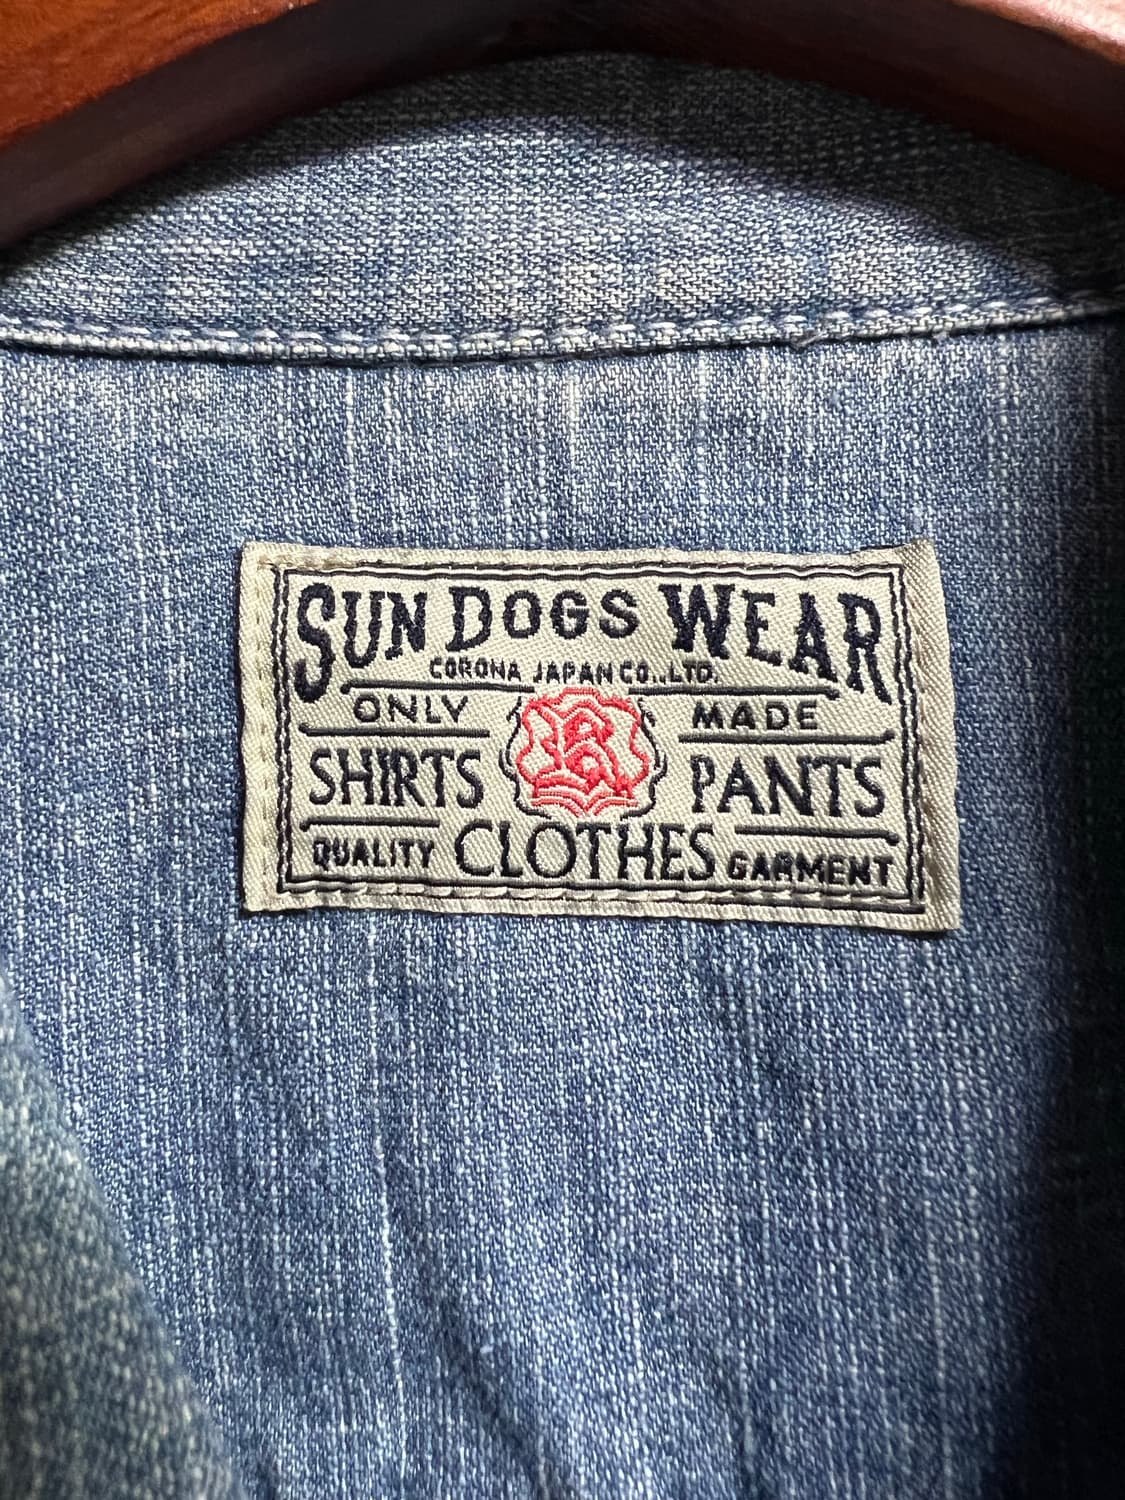 SUN DOGS WEAR
CORONA JAPAN CO.,LTD.
ONLY MADE
SHIRTS PANTS
QUALITY CLOTHES GARMENT